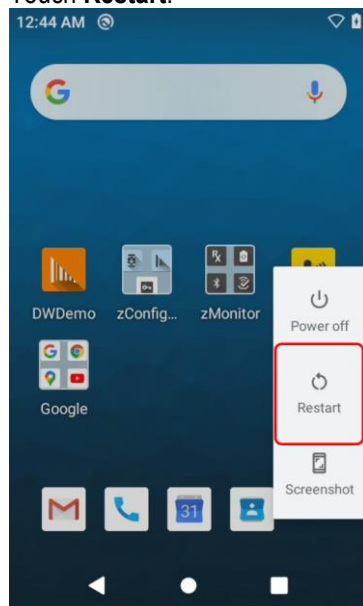 Touch Restart.
12:44 AM
G
DWDemo
zConfig...
zMonitor
Power off
Restart
Google
Screenshot
31